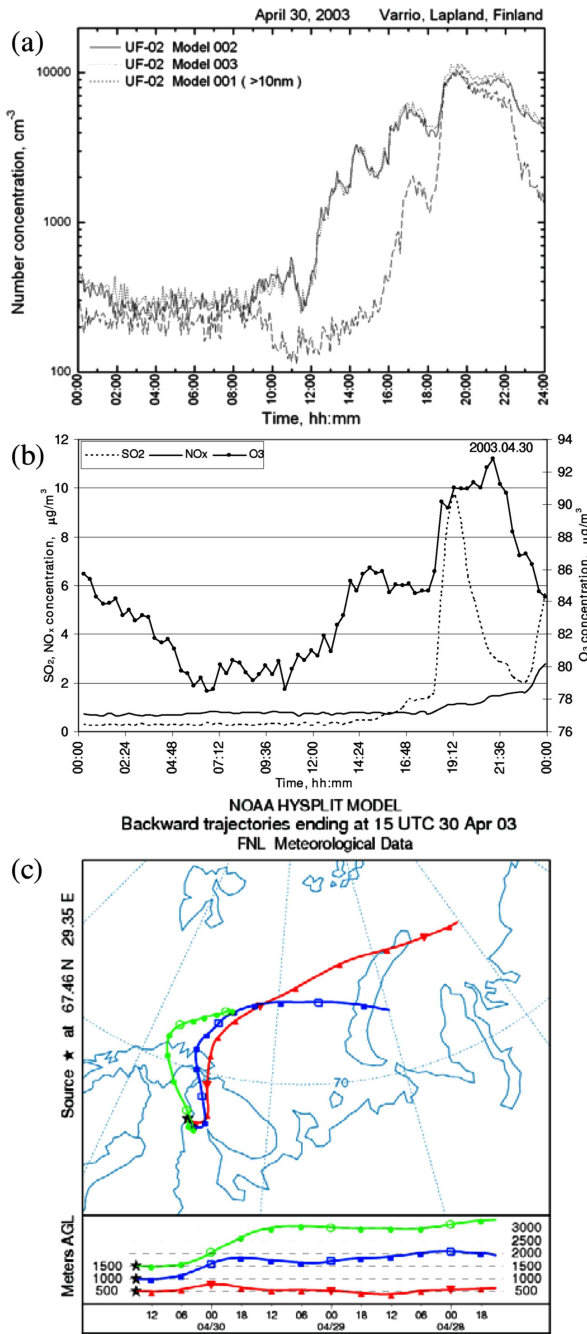 (a)
April 30, 2003 Varrio, Lapland, Finland
UF-02 Model 002
UF-02 Model 003
UF-02 Model 001 ( >10nm )
Number concentration, cm-3
10000
1000
100
00:00
02:00
04:00
06:00
08:00
10:00
12:00
14:00
16:00
18:00
20:00
22:00
24:00
Time, hh:mm
(b)
2003.04.30
SO2 NOx O3
SO2, NOx concentration, µg/m3
12
10
8
6
4
2
0
O3 concentration, µg/m3
94
92
90
88
86
84
82
80
78
76
00:00
02:24
04:48
07:12
09:36
12:00
14:24
16:48
19:12
21:36
00:00
Time, hh:mm
(c)
NOAA HYSPLIT MODEL
Backward trajectories ending at 15 UTC 30 Apr 03
FNL Meteorological Data
Source ★ at 67.46 N 29.35 E
70
Meters AGL
1500
1000
500
3000
2500
2000
1500
1000
500
12 06 00 18 12 06 00 18 12 06 00 18
04/30 04/29 04/28